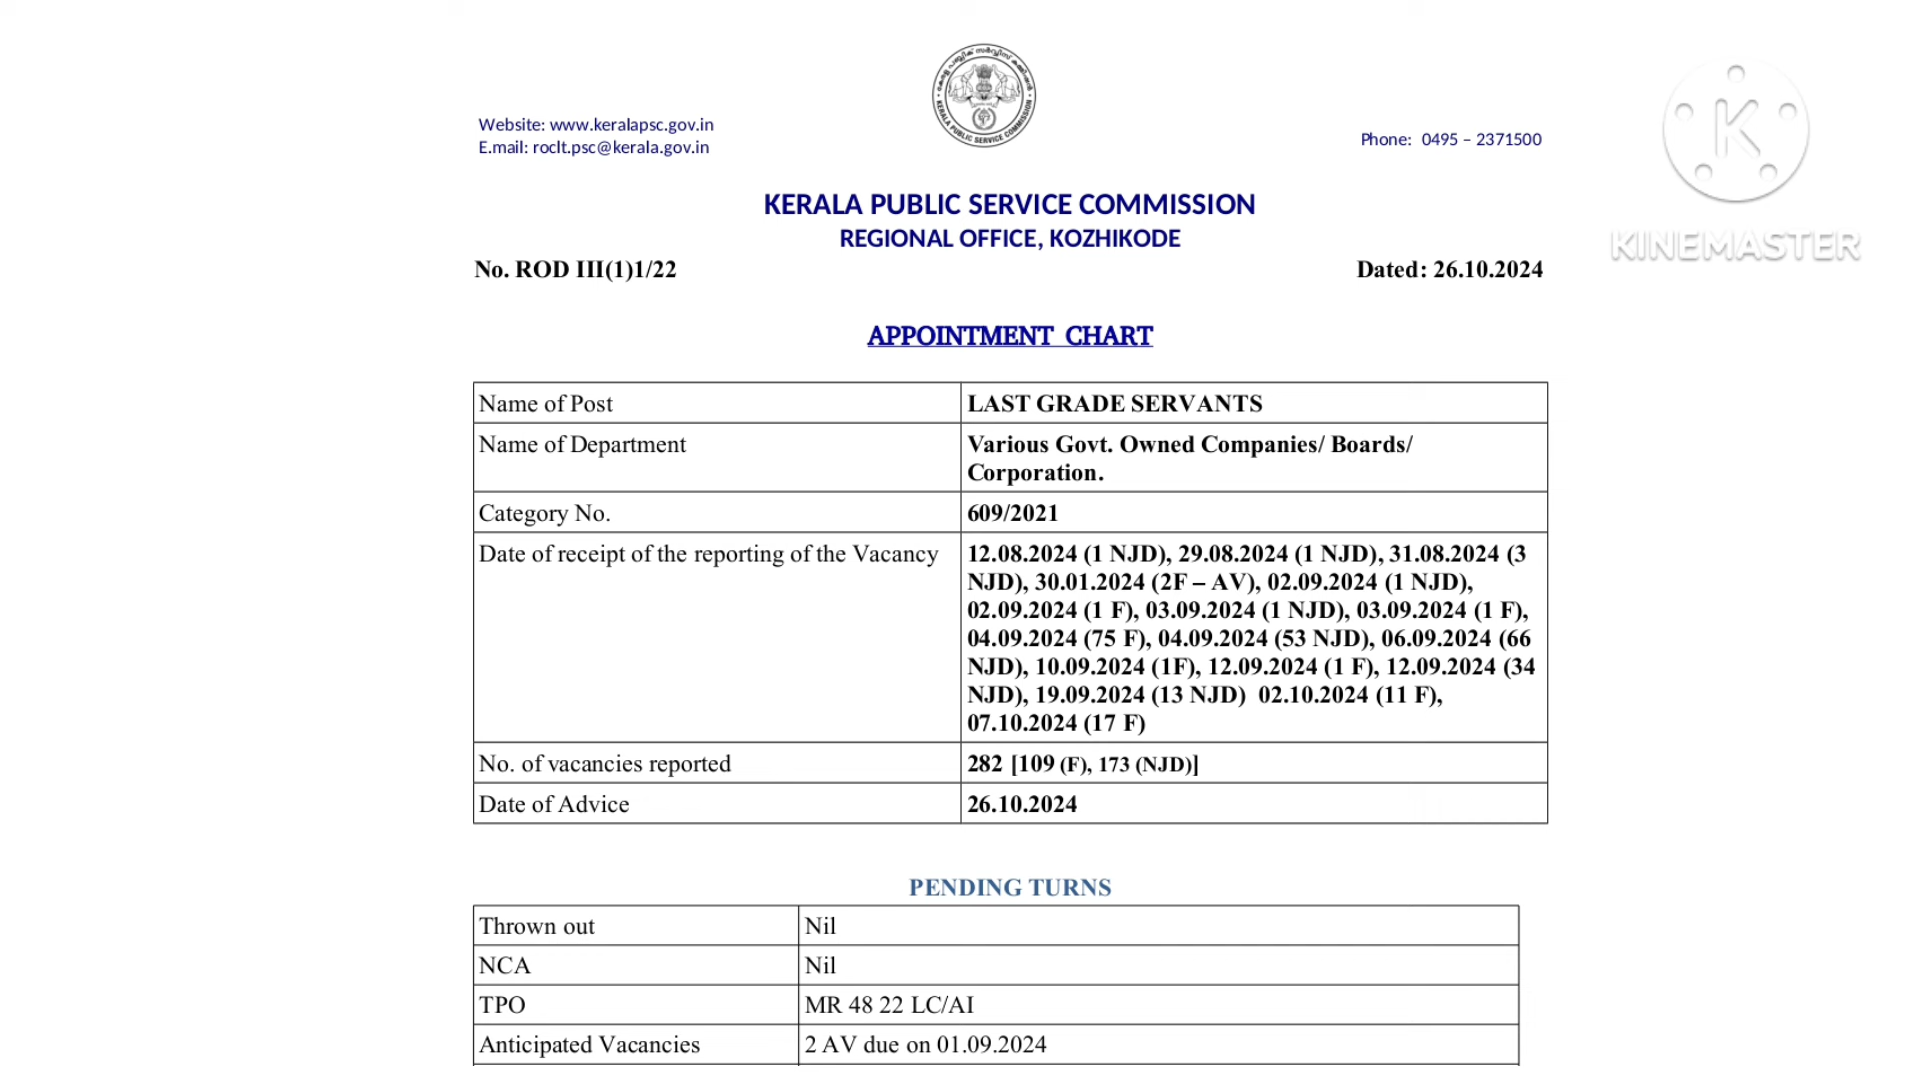 Website: www.keralapsc.gov.in
E.mail: roclt.psc@kerala.gov.in
KERALA PUBLIC SERVICE COMMISSION
Phone: 0495 – 2371500
KINEMASTER
KERALA PUBLIC SERVICE COMMISSION
REGIONAL OFFICE, KOZHIKODE
No. ROD III(1)1/22
Dated: 26.10.2024
APPOINTMENT CHART
Name of Post
LAST GRADE SERVANTS
Name of Department
Various Govt. Owned Companies/ Boards/
Corporation.
Category No.
609/2021
Date of receipt of the reporting of the Vacancy
12.08.2024 (1 NJD), 29.08.2024 (1 NJD), 31.08.2024 (3
NJD), 30.01.2024 (2F – AV), 02.09.2024 (1 NJD),
02.09.2024 (1 F), 03.09.2024 (1 NJD), 03.09.2024 (1 F),
04.09.2024 (75 F), 04.09.2024 (53 NJD), 06.09.2024 (66
NJD), 10.09.2024 (1F), 12.09.2024 (1 F), 12.09.2024 (34
NJD), 19.09.2024 (13 NJD)  02.10.2024 (11 F),
07.10.2024 (17 F)
No. of vacancies reported
282 [109 (F), 173 (NJD)]
Date of Advice
26.10.2024
PENDING TURNS
Thrown out
Nil
NCA
Nil
TPO
MR 48 22 LC/AI
Anticipated Vacancies
2 AV due on 01.09.2024